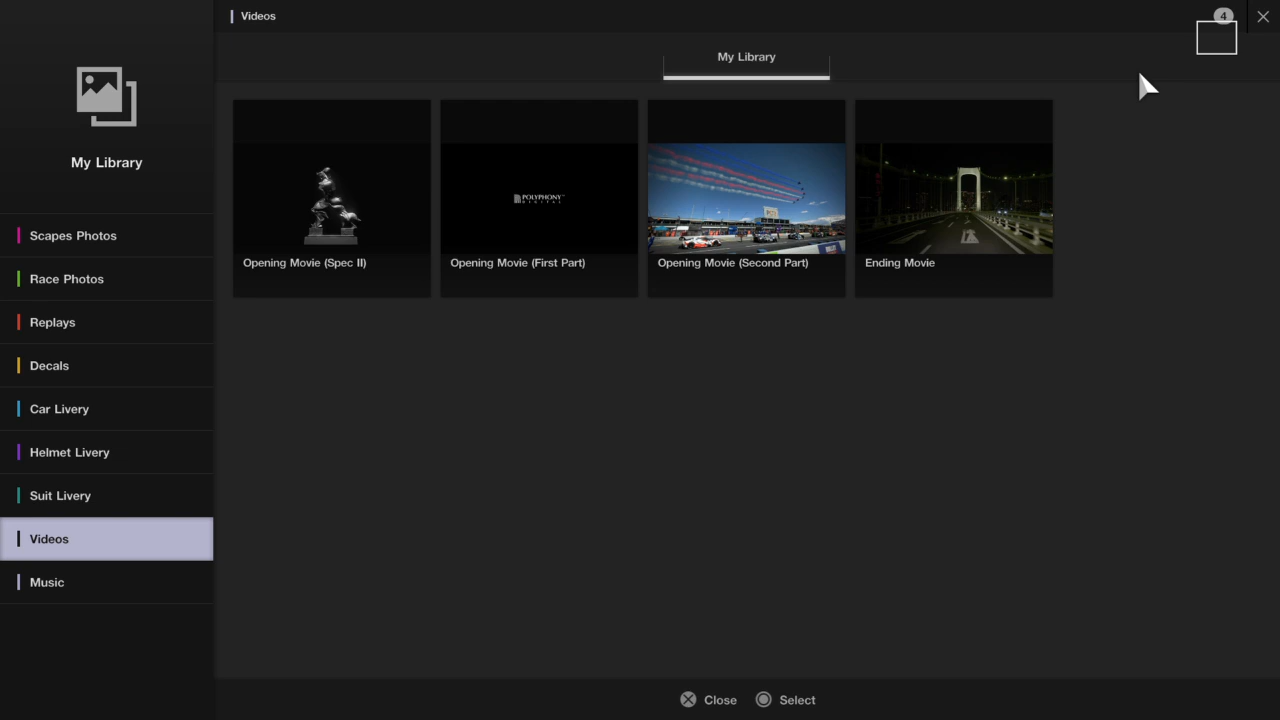 Videos
4
My Library
My Library
POLYPHONY
DIGITAL
Opening Movie (Spec II)
Opening Movie (First Part)
Opening Movie (Second Part)
Ending Movie
Scapes Photos
Race Photos
Replays
Decals
Car Livery
Helmet Livery
Suit Livery
Videos
Music
Close
Select